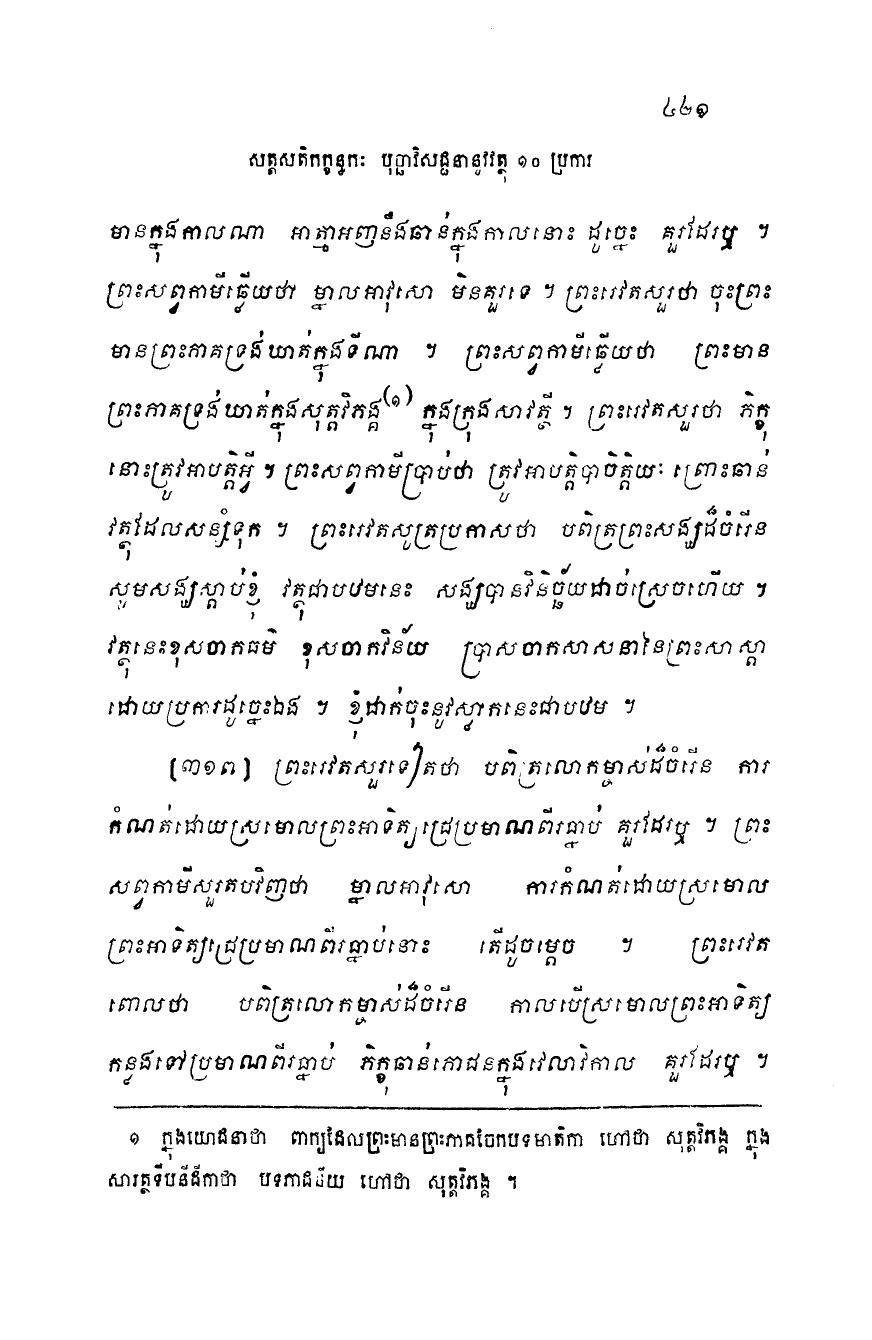 ៤២១
សត្តសតិកក្ខន្ធកៈ បុច្ឆាវិសជ្ជនានូវវត្ថុ ១០ ប្រការ
មានក្នុងកាលណា អាត្មាអញនឹងឆាន់ក្នុងកាលនោះ ដូច្នេះ គួរដែរឬ ។
ព្រះសព្វកាមីធ្វើយថា ម្នាលអាវុសោ មិនគួរទេ ។ ព្រះរេវតសួរថា ចុះព្រះ
មានព្រះភាគទ្រង់ឃាត់ក្នុងទីណា ។ ព្រះសព្វកាមីធ្វើយថា ព្រះមាន
ព្រះភាគទ្រង់ឃាត់ក្នុងសុត្តវិភង្គ(១) ក្នុងក្រុងសាវត្ថី ។ ព្រះរេវតសួរថា ភិក្ខុ
នោះត្រូវអាបត្តិអ្វី ។ ព្រះសព្វកាមីប្រាប់ថា ត្រូវអាបត្តិបាចិត្តិយៈ ព្រោះឆាន់
វត្ថុដែលសន្សំទុក ។ ព្រះរេវតសូត្រប្រកាសថា បពិត្រព្រះសង្ឃដ៏ចំរើន
សូមសង្ឃស្តាប់ខ្ញុំ វត្ថុជាបឋមនេះ សង្ឃបានវិនិច្ឆ័យដាច់ស្រេចហើយ ។
វត្ថុនេះខុសចាកធម៌ ខុសចាកវិន័យ ប្រាសចាកសាសនានៃព្រះសាស្តា
ដោយប្រការដូច្នេះឯង ។ ខ្ញុំដាក់ចុះនូវស្លាកនេះជាបឋម ។
[៣១៣] ព្រះរេវតសួរទៀតថា បពិត្រលោកម្ចាស់ដ៏ចំរើន ការ
កំណត់ដោយស្រមោលព្រះអាទិត្យជ្រេប្រមាណពីរធ្នាប់ គួរដែរឬ ។ ព្រះ
សព្វកាមីសួរតបវិញថា ម្នាលអាវុសោ ការកំណត់ដោយស្រមោល
ព្រះអាទិត្យជ្រេប្រមាណពីរធ្នាប់នោះ តើដូចម្តេច ។ ព្រះរេវត
ពោលថា បពិត្រលោកម្ចាស់ដ៏ចំរើន កាលបើស្រមោលព្រះអាទិត្យ
កន្លងទៅប្រមាណពីរធ្នាប់ ភិក្ខុឆាន់ភោជនក្នុងវេលាវិកាល គួរដែរឬ ។
១ ក្នុងយោជនាថា ពាក្យដែលព្រះមានព្រះភាគចែកបទមាតិកា ហៅថា សុត្តវិភង្គ ក្នុង
សារត្ថទីបនីដីកាថា បទភាជនីយ ហៅថា សុត្តវិភង្គ ។